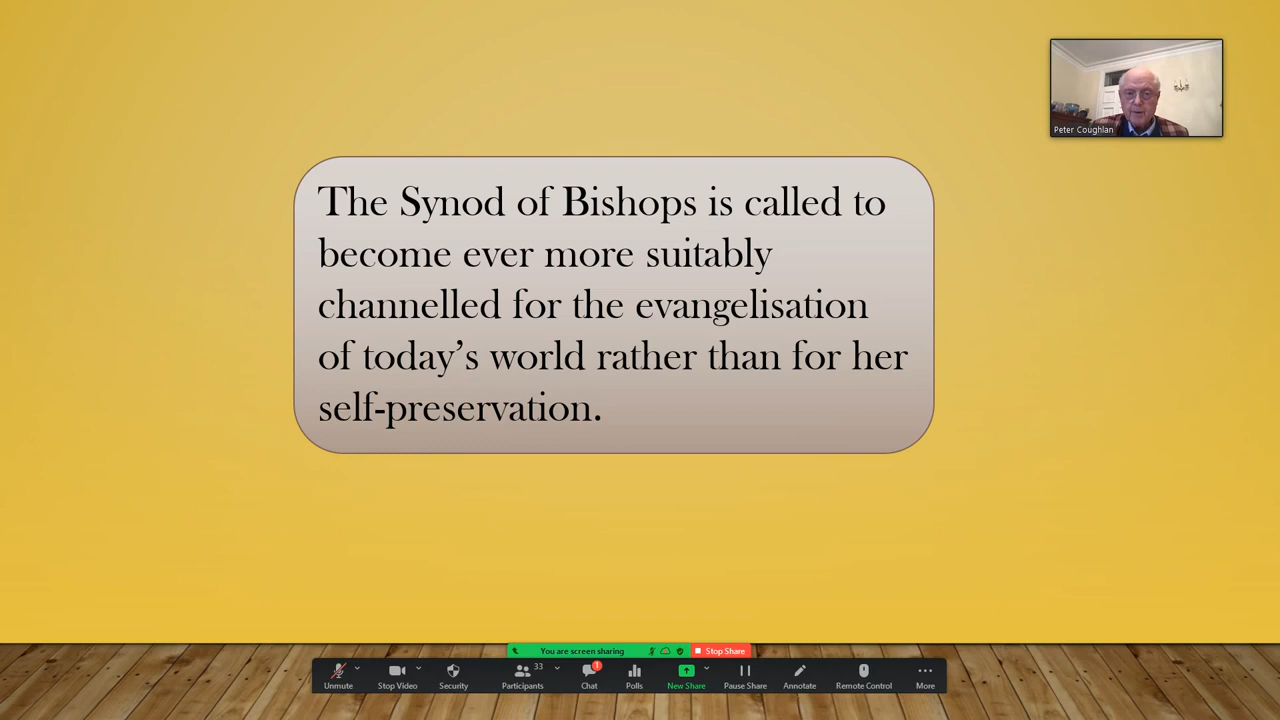 Peter Coughlan
The Synod of Bishops is called to
become ever more suitably
channelled for the evangelisation
of today’s world rather than for her
self-preservation.
You are screen sharing
Stop Share
Unmute
Stop Video
Security
Participants
33
Chat
1
Polls
New Share
Pause Share
Annotate
Remote Control
More